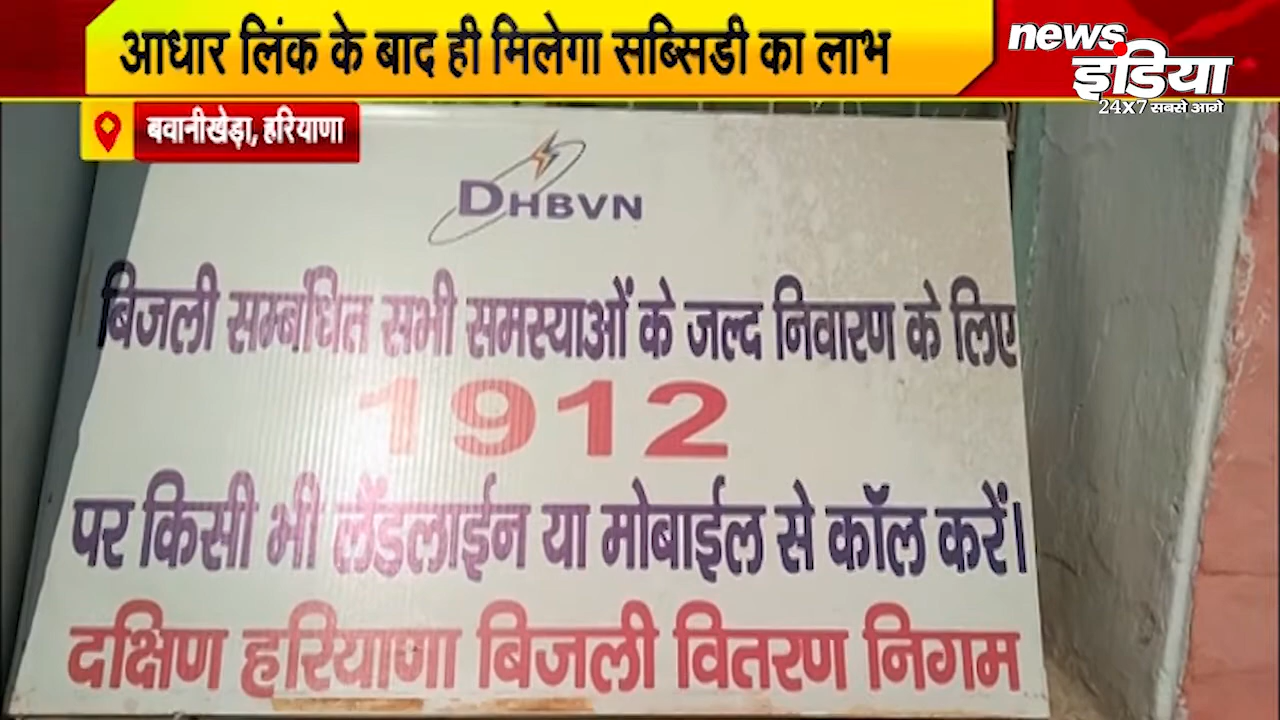 आधार लिंक के बाद ही मिलेगा सब्सिडी का लाभ
news
इंडिया
24x7 सबसे आगे
बवानीखेड़ा, हरियाणा
DHBVN
बिजली सम्बंधित सभी समस्याओं के जल्द निवारण के लिए
1912
पर किसी भी लैंडलाईन या मोबाईल से कॉल करें।
दक्षिण हरियाणा बिजली वितरण निगम